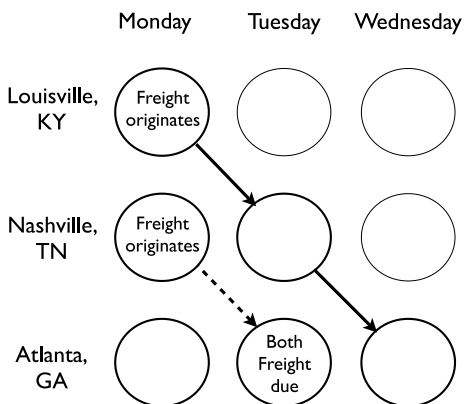 Monday Tuesday Wednesday
Louisville,
KY
Freight
originates
Nashville,
TN
Freight
originates
Atlanta,
GA
Both
Freight
due